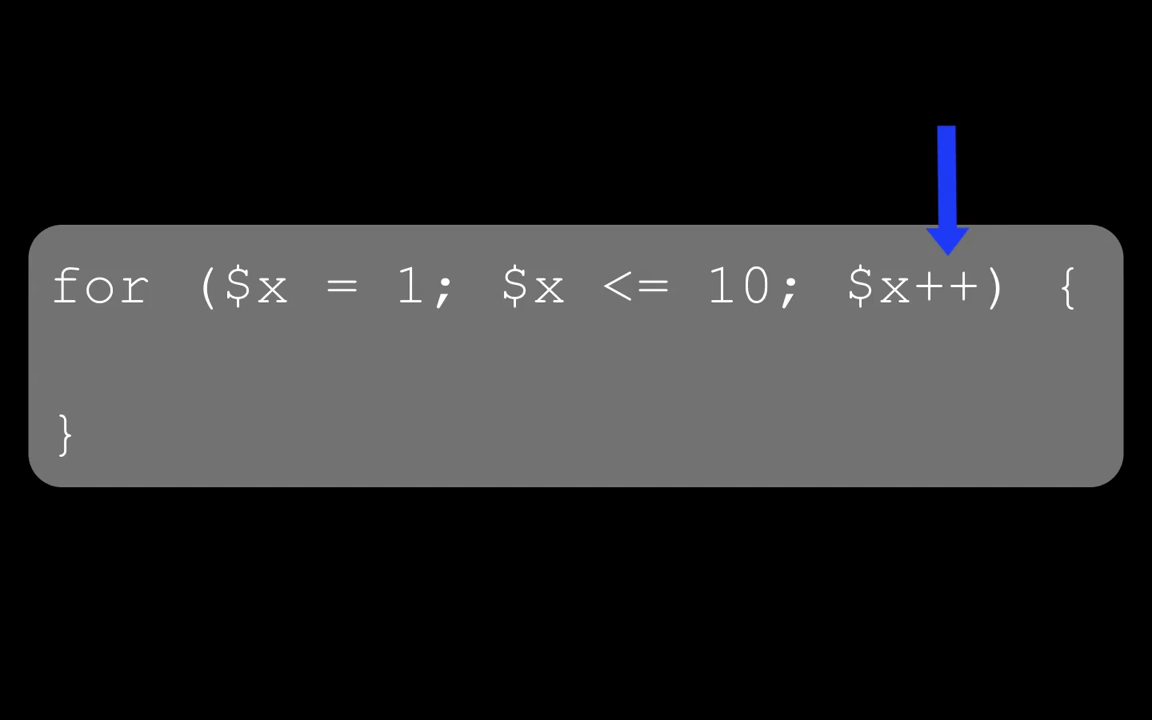 for ($x = 1; $x <= 10; $x++) {
}